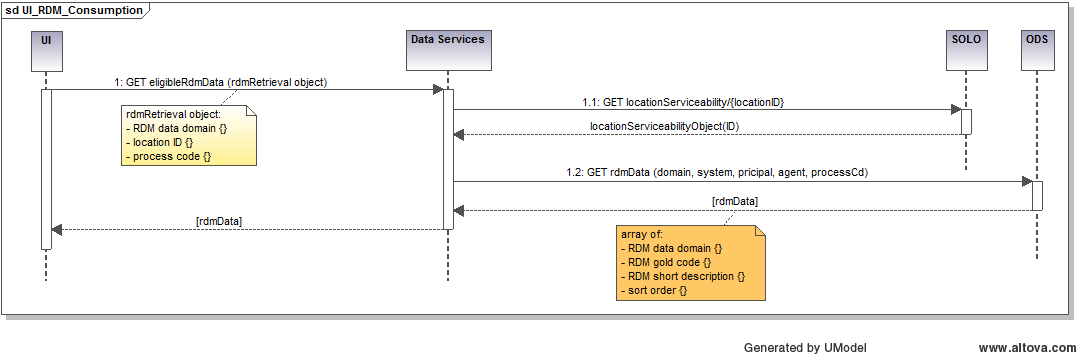 sd UI_RDM_Consumption
UI
Data Services
SOLO
ODS
1: GET eligibleRdmData (rdmRetrieval object)
rdmRetrieval object:
- RDM data domain {}
- location ID {}
- process code {}
1.1: GET locationServiceability/{locationID}
locationServiceabilityObject(ID)
1.2: GET rdmData (domain, system, pricipal, agent, processCd)
[rdmData]
[rdmData]
array of:
- RDM data domain {}
- RDM gold code {}
- RDM short description {}
- sort order {}
Generated by UModel
www.altova.com